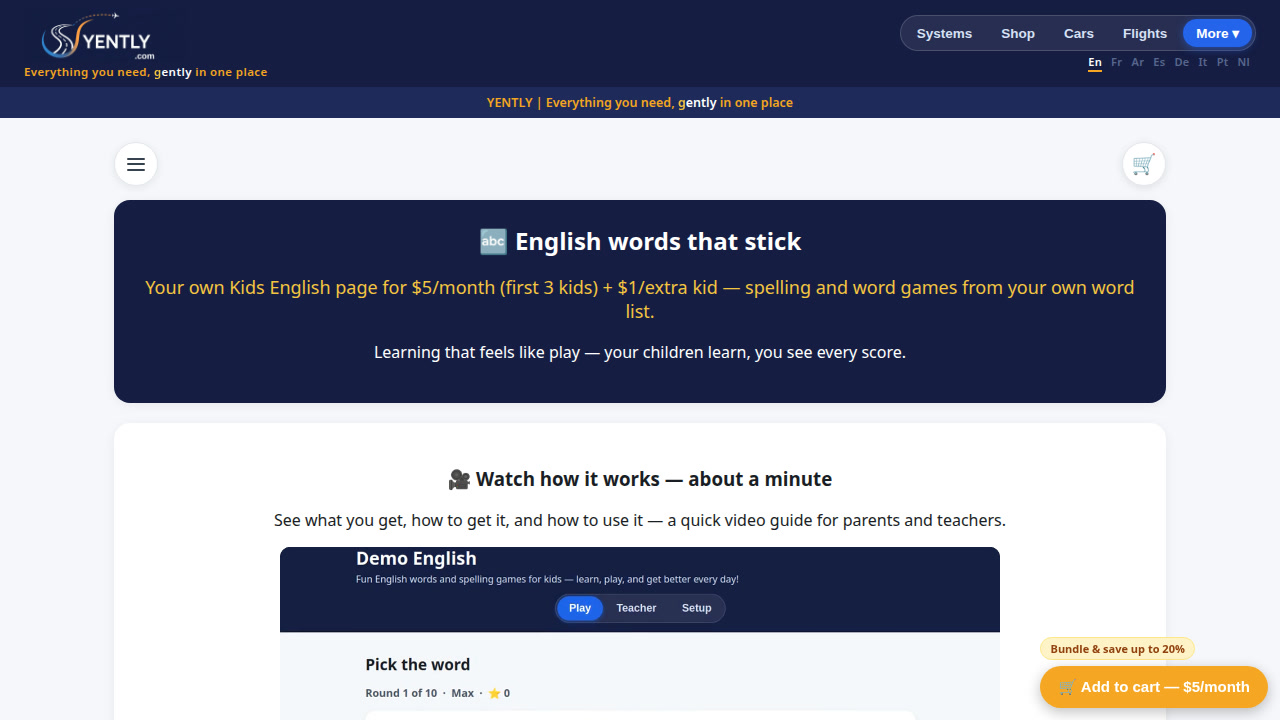 YENTLY
.com
Everything you need, gently in one place
Systems Shop Cars Flights More ▾
En Fr Ar Es De It Pt Nl
YENTLY | Everything you need, gently in one place
🔤 English words that stick
Your own Kids English page for $5/month (first 3 kids) + $1/extra kid — spelling and word games from your own word
list.
Learning that feels like play — your children learn, you see every score.
🎥 Watch how it works — about a minute
See what you get, how to get it, and how to use it — a quick video guide for parents and teachers.
Demo English
Fun English words and spelling games for kids — learn, play, and get better every day!
Play Teacher Setup
Pick the word
Round 1 of 10 · Max · ⭐ 0
Bundle & save up to 20%
🛒 Add to cart — $5/month